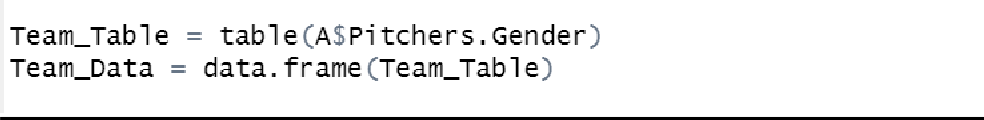 Team_Table = table(A$Pitchers.Gender)
Team_Data = data.frame(Team_Table)